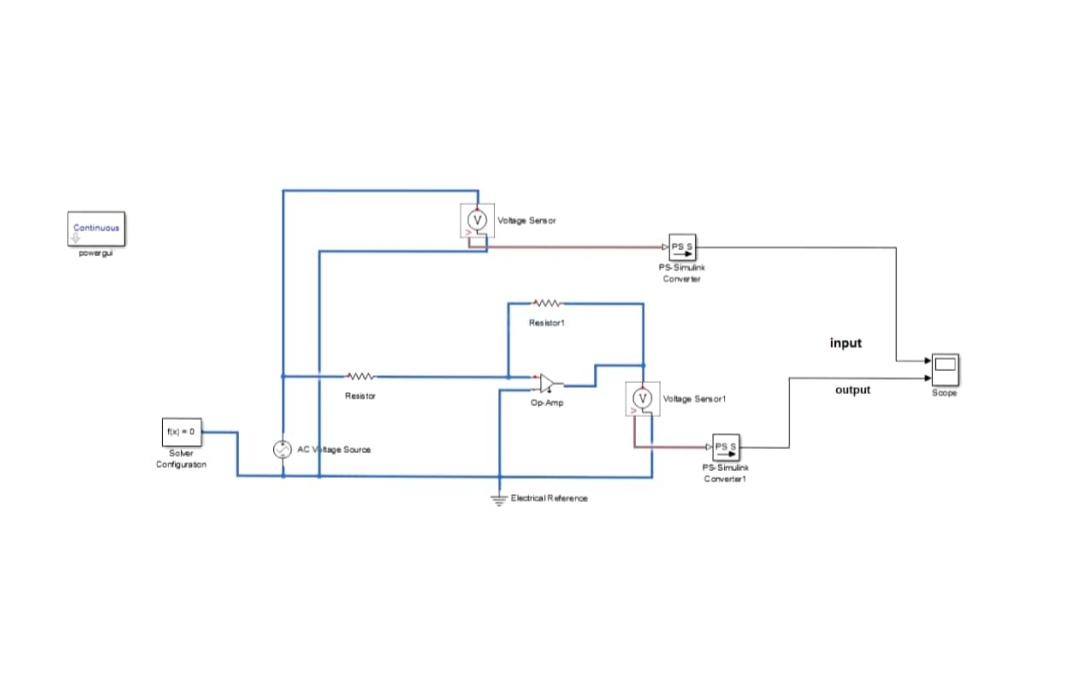 Continuous
powergui
V
Voltage Sensor
PS S
PS-Simulink
Converter
Resistor1
input
Resistor
Op-Amp
V
Voltage Sensor1
output
Scope
f(x) = 0
Solver
Configuration
AC Voltage Source
PS S
PS-Simulink
Converter1
Electrical Reference